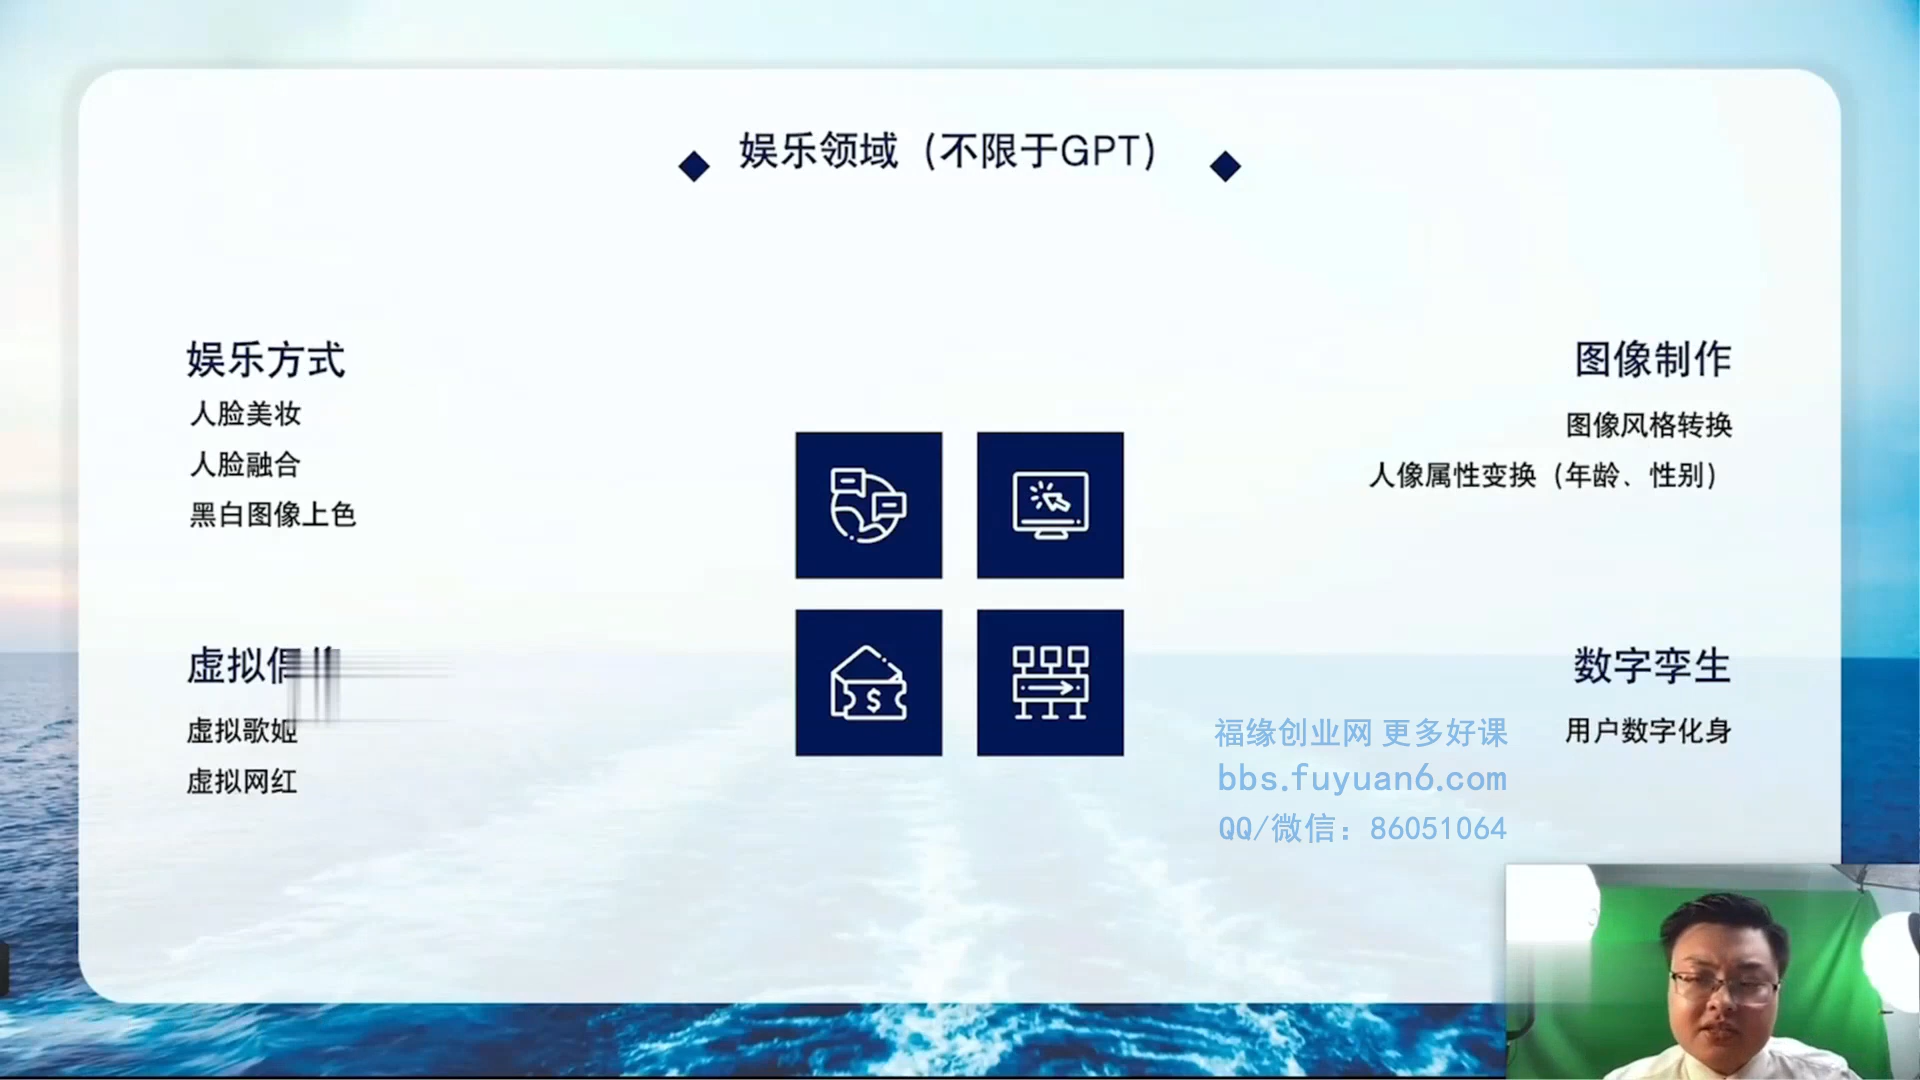 娱乐领域（不限于GPT）
娱乐方式
人脸美妆
人脸融合
黑白图像上色
图像制作
图像风格转换
人像属性变换（年龄、性别）
虚拟
虚拟歌姬
虚拟网红
数字孪生
用户数字化身
福缘创业网 更多好课
bbs.fuyuan6.com
QQ/微信：86051064